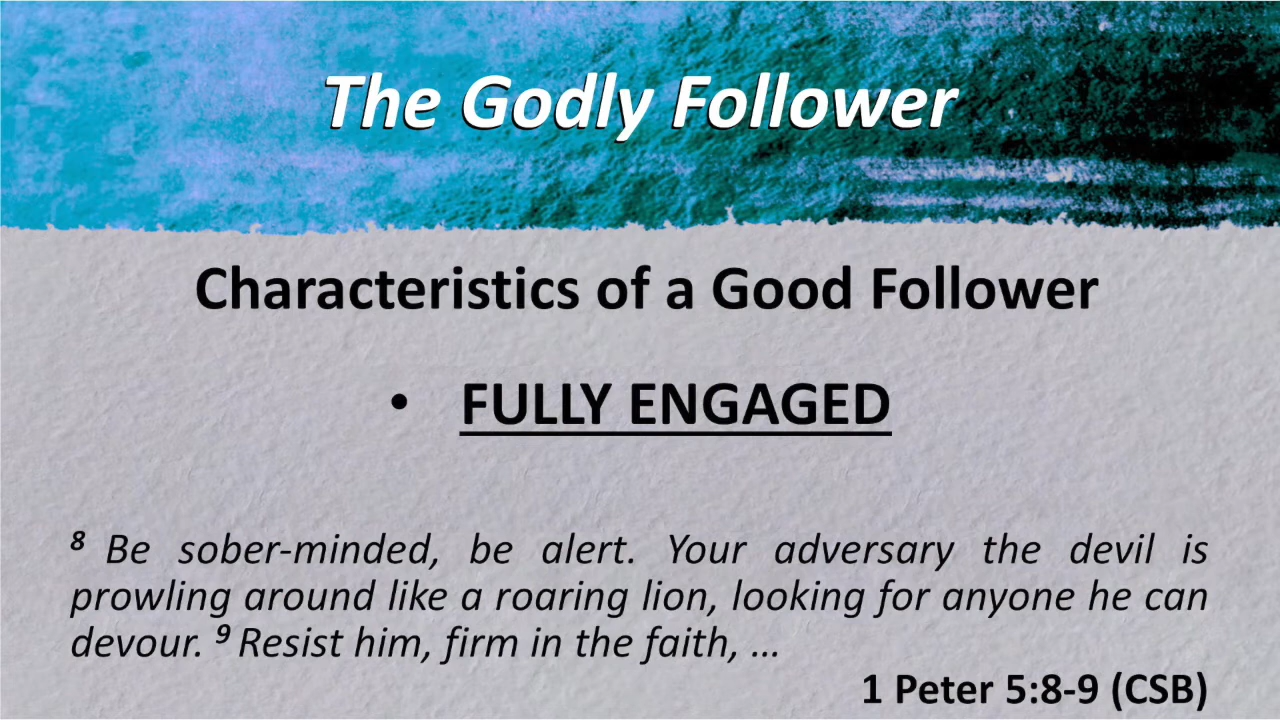 The Godly Follower
Characteristics of a Good Follower
• FULLY ENGAGED
⁸ Be sober-minded, be alert. Your adversary the devil is
prowling around like a roaring lion, looking for anyone he can
devour. ⁹ Resist him, firm in the faith, ...
1 Peter 5:8-9 (CSB)